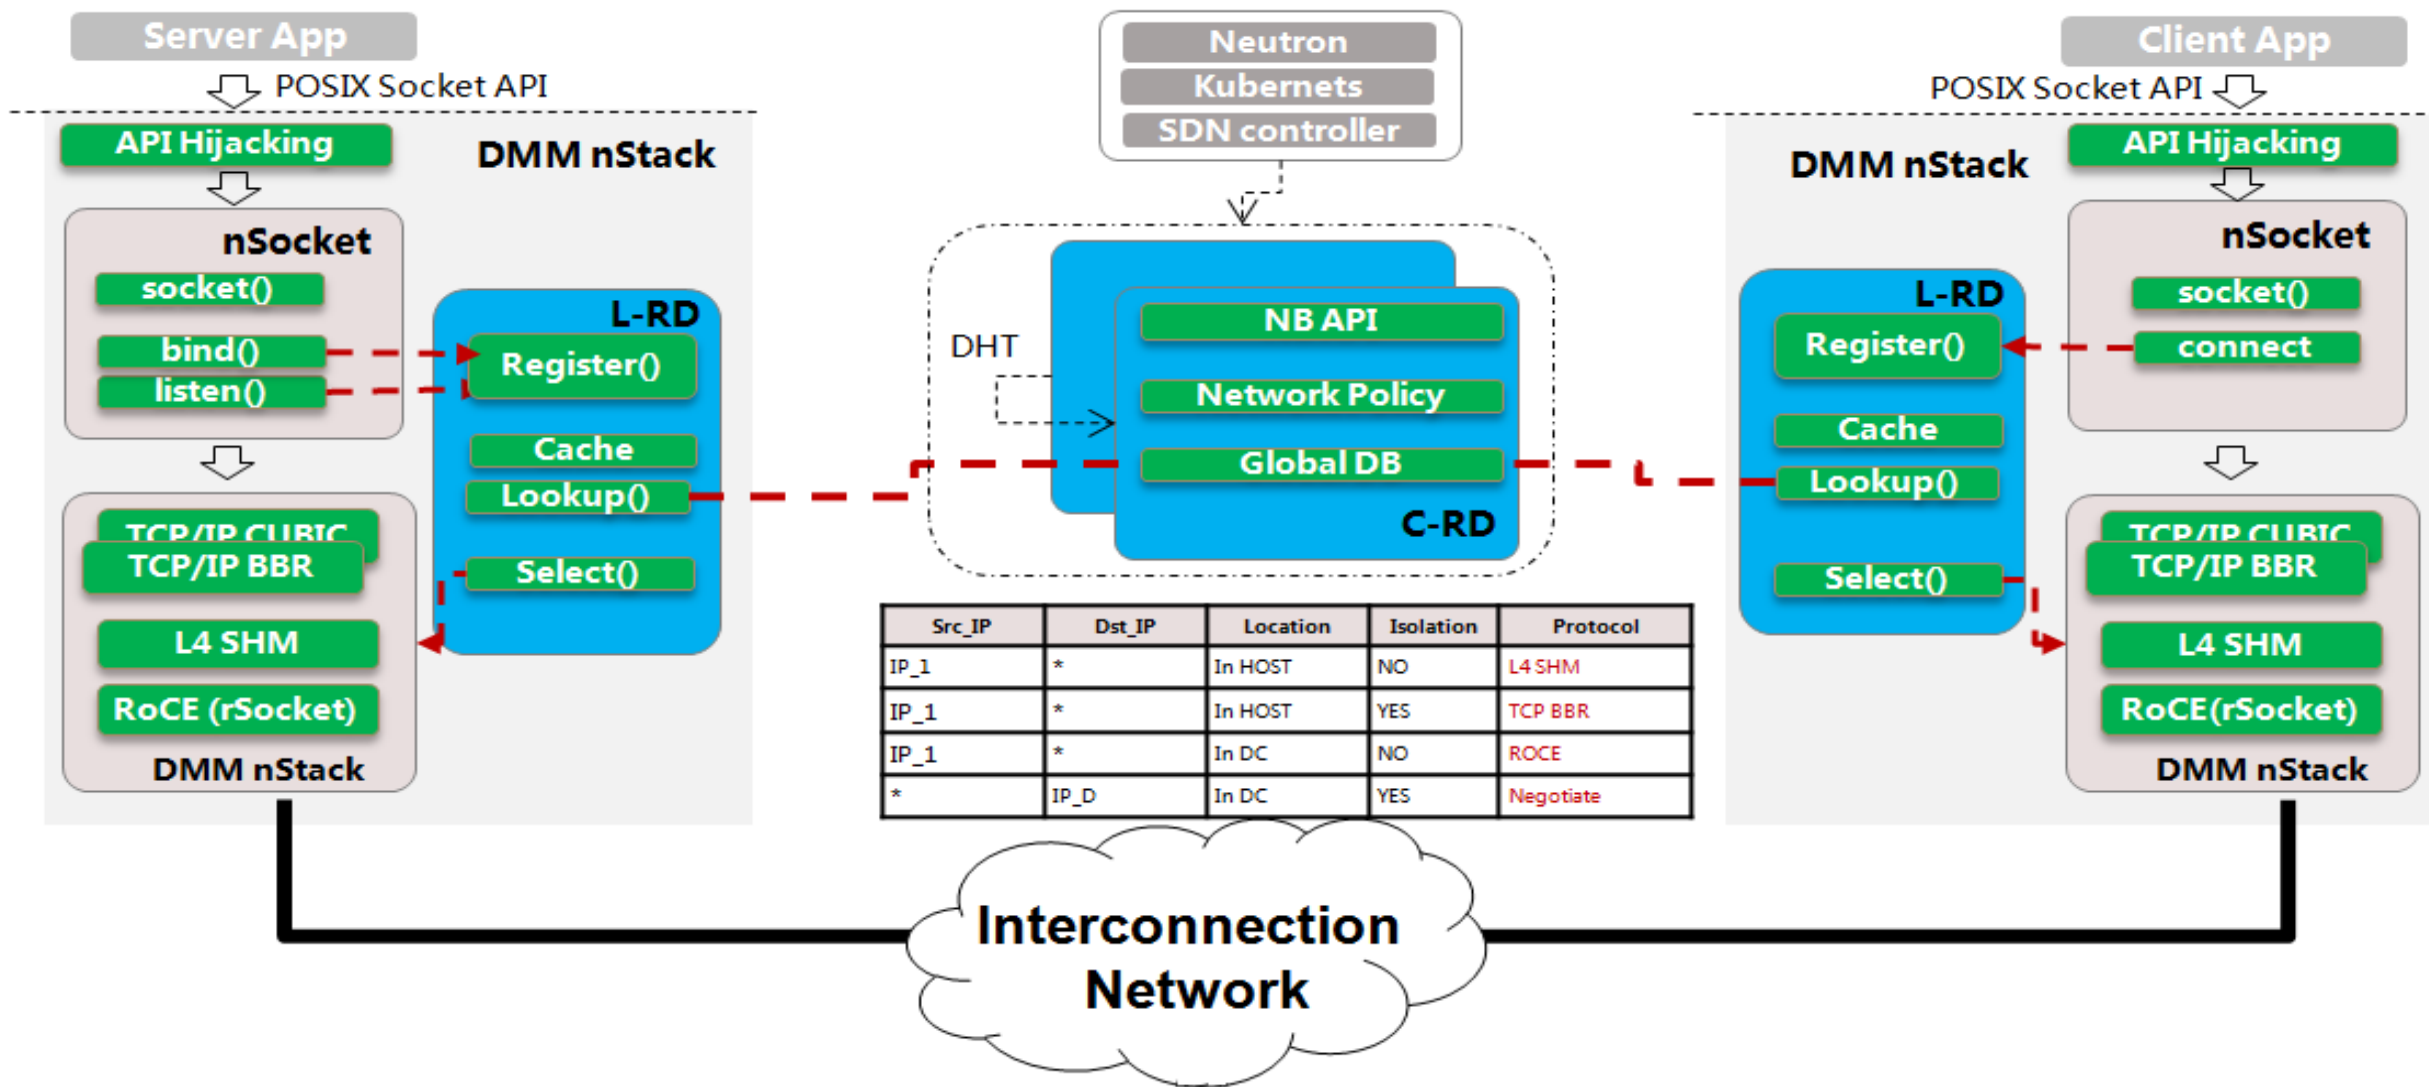 Server App
POSIX Socket API
API Hijacking
DMM nStack
nSocket
socket()
bind()
listen()
L-RD
Register()
Cache
Lookup()
Select()
TCP/IP CUBIC
TCP/IP BBR
L4 SHM
RoCE (rSocket)
DMM nStack
Neutron
Kubernets
SDN controller
DHT
NB API
Network Policy
Global DB
C-RD
Src_IP Dst_IP Location Isolation Protocol
IP_1 * In HOST NO L4 SHM
IP_1 * In HOST YES TCP BBR
IP_1 * In DC NO ROCE
* IP_D In DC YES Negotiate
Client App
POSIX Socket API
API Hijacking
DMM nStack
nSocket
socket()
connect
L-RD
Register()
Cache
Lookup()
Select()
TCP/IP CUBIC
TCP/IP BBR
L4 SHM
RoCE(rSocket)
DMM nStack
Interconnection
Network